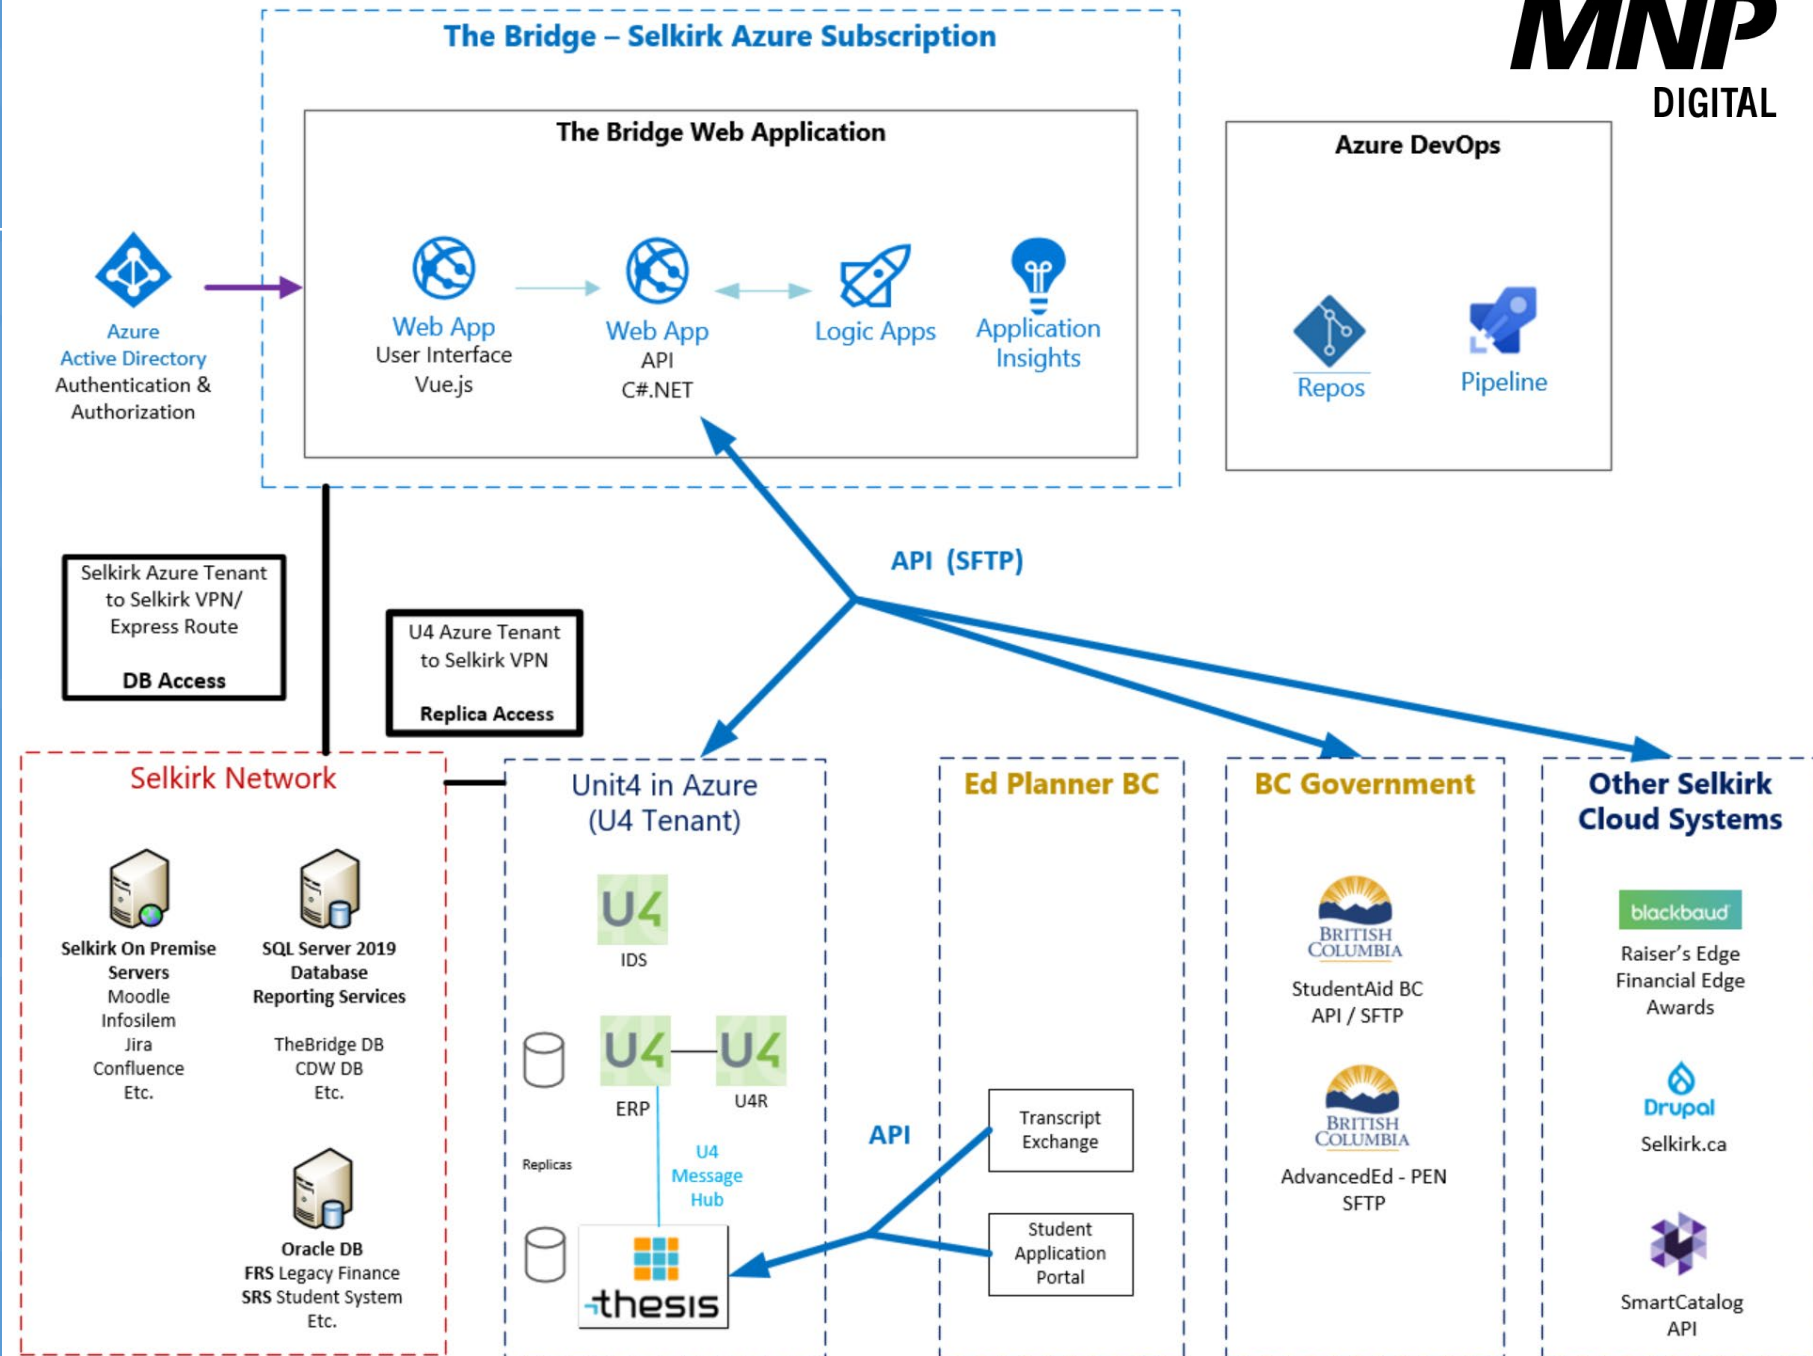 MNP
DIGITAL
The Bridge – Selkirk Azure Subscription
The Bridge Web Application
Azure DevOps
Azure
Active Directory
Authentication &
Authorization
Web App
User Interface
Vue.js
Web App
API
C#.NET
Logic Apps
Application
Insights
Repos
Pipeline
API (SFTP)
Selkirk Azure Tenant
to Selkirk VPN/
Express Route
DB Access
U4 Azure Tenant
to Selkirk VPN
Replica Access
Selkirk Network
Selkirk On Premise
Servers
Moodle
Infosilem
Jira
Confluence
Etc.
SQL Server 2019
Database
Reporting Services
TheBridge DB
CDW DB
Etc.
Oracle DB
FRS Legacy Finance
SRS Student System
Etc.
Unit4 in Azure
(U4 Tenant)
U4
IDS
U4
ERP
U4
U4R
Replicas
U4
Message
Hub
thesis
API
Ed Planner BC
Transcript
Exchange
Student
Application
Portal
BC Government
BRITISH
COLUMBIA
StudentAid BC
API / SFTP
BRITISH
COLUMBIA
AdvancedEd - PEN
SFTP
Other Selkirk
Cloud Systems
blackbaud
Raiser's Edge
Financial Edge
Awards
Drupal
Selkirk.ca
SmartCatalog
API